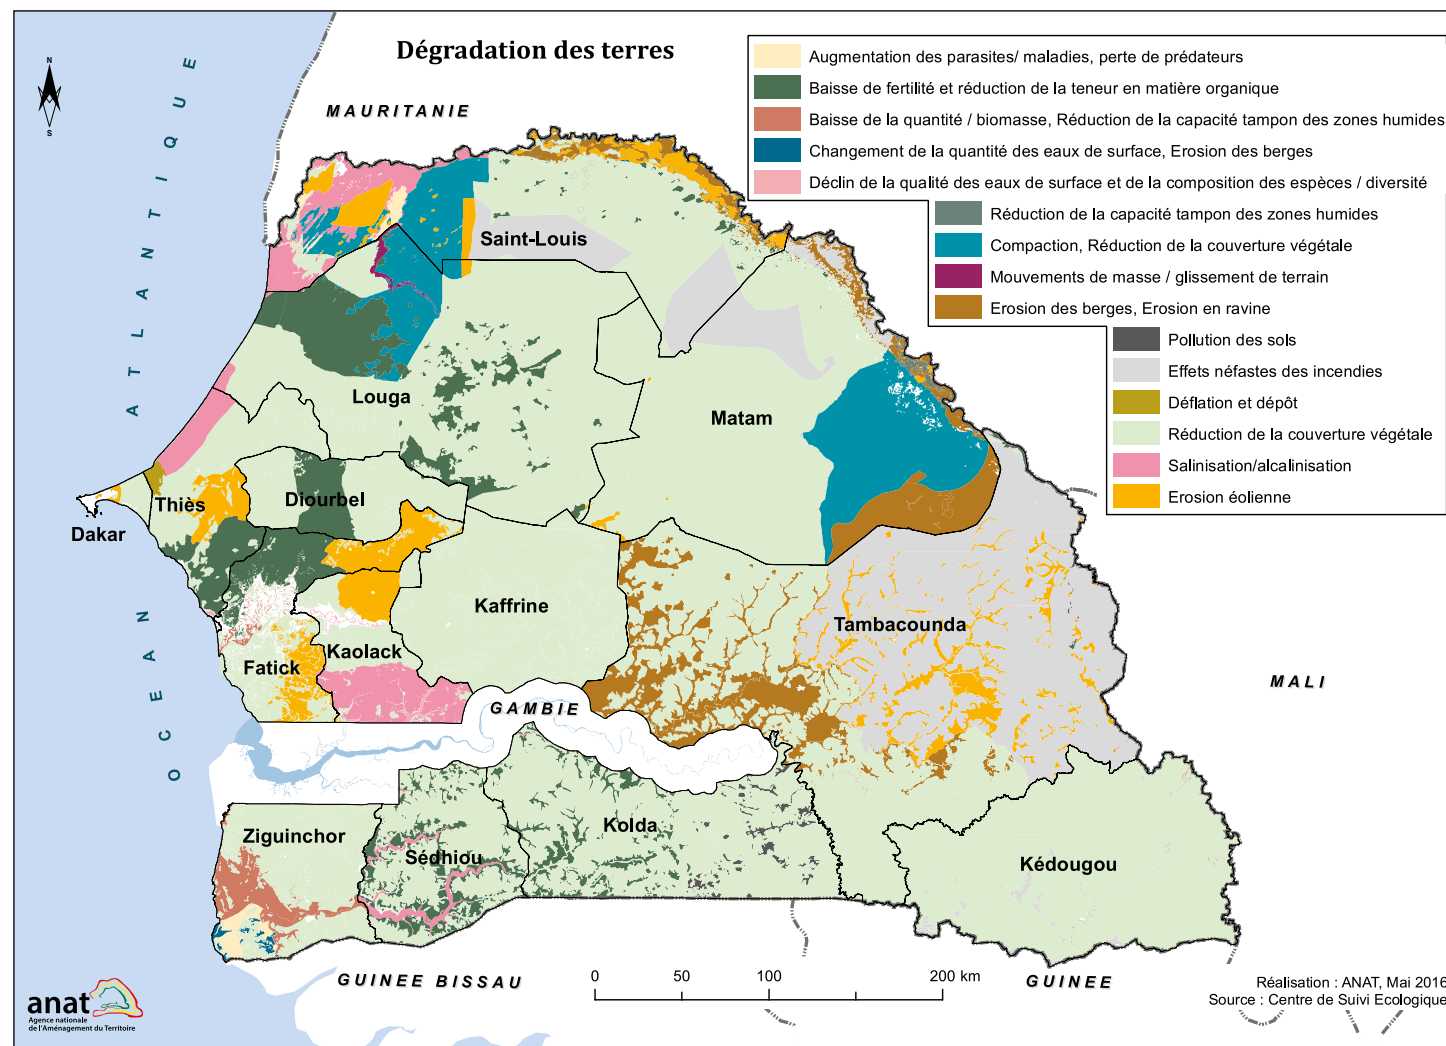 Dégradation des terres
N
S
Augmentation des parasites/ maladies, perte de prédateurs
Baisse de fertilité et réduction de la teneur en matière organique
Baisse de la quantité / biomasse, Réduction de la capacité tampon des zones humides
Changement de la quantité des eaux de surface, Erosion des berges
Déclin de la qualité des eaux de surface et de la composition des espèces / diversité
Réduction de la capacité tampon des zones humides
Compaction, Réduction de la couverture végétale
Mouvements de masse / glissement de terrain
Erosion des berges, Erosion en ravine
Pollution des sols
Effets néfastes des incendies
Déflation et dépôt
Réduction de la couverture végétale
Salinisation/alcalinisation
Erosion éolienne
MAURITANIE
OCEAN ATLANTIQUE
Saint-Louis
Louga
Matam
Thiès
Diourbel
Dakar
Kaffrine
Tambacounda
Fatick
Kaolack
GAMBIE
MALI
Ziguinchor
Sédhiou
Kolda
Kédougou
GUINEE BISSAU
GUINEE
0 50 100 200 km
anat
Agence nationale
de l'Aménagement du Territoire
Réalisation : ANAT, Mai 2016
Source : Centre de Suivi Ecologique